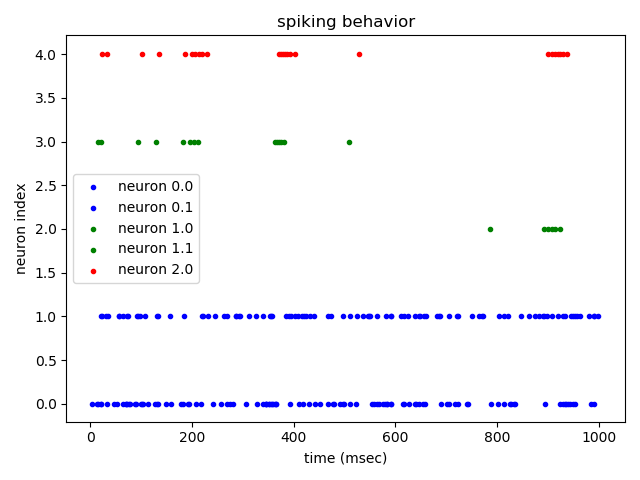 spiking behavior
4.0
3.5
3.0
2.5
2.0
1.5
1.0
0.5
0.0
neuron index
neuron 0.0
neuron 0.1
neuron 1.0
neuron 1.1
neuron 2.0
0 200 400 600 800 1000
time (msec)